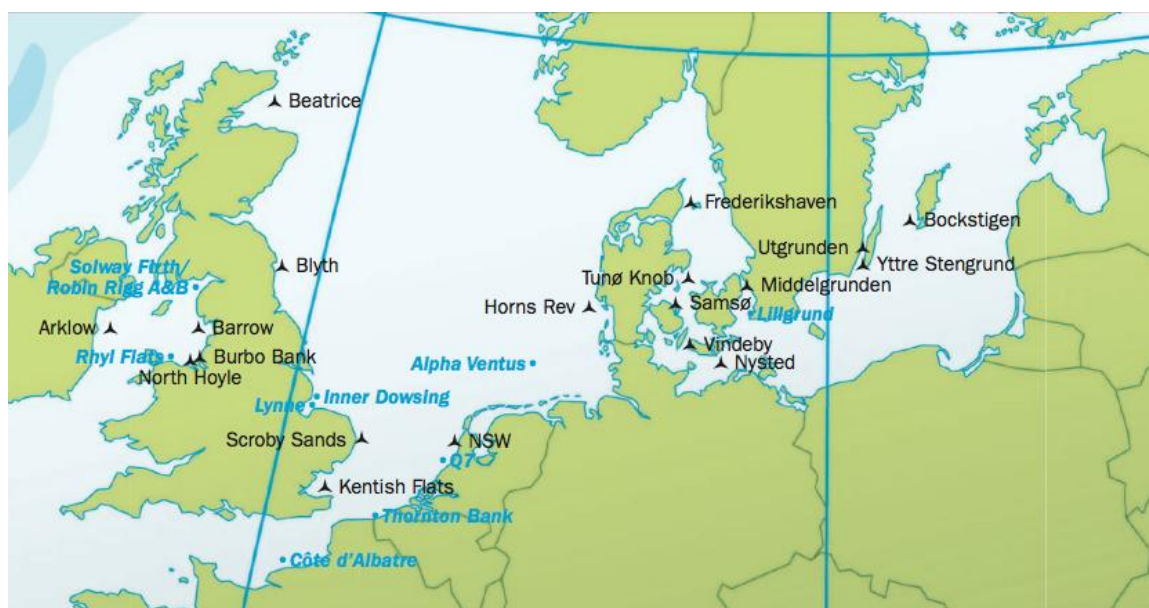 Beatrice
Frederikshaven
Bockstigen
Utgrunden
Yttre Stengrund
Solway Firth/
Robin Rigg A&B
Blyth
Tunø Knob
Middelgrunden
Horns Rev
Samsø
Lillgrund
Arklow
Barrow
Vindeby
Rhyl Flats
Burbo Bank
Alpha Ventus
Nysted
North Hoyle
Inner Dowsing
Lynne
Scroby Sands
NSW
Q7
Kentish Flats
Thornton Bank
Côte d'Albatre